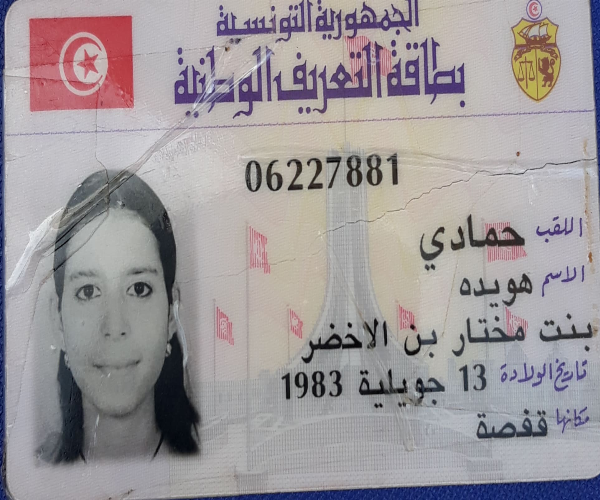 الجمهورية التونسية
بطاقة التعريف الوطنية
06227881
اللقب حمادي
الاسم هويده
بنت مختار بن الاخضر
تاريخ الولادة 13 جويلية 1983
مكانها قفصة